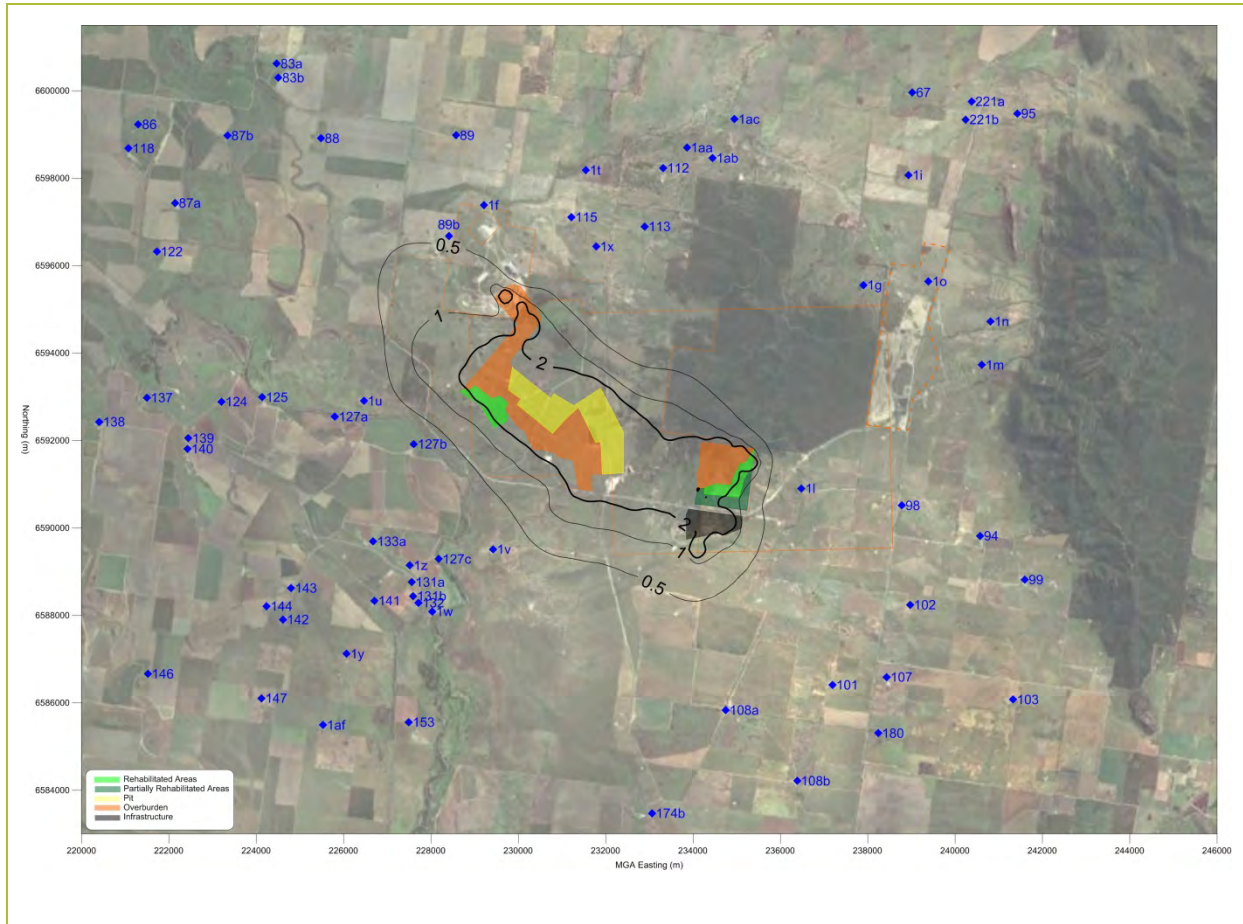 83a
83b
6600000
67
221a
221b
95
86
87b
88
89
1ac
118
1aa
1ab
112
1t
1i
6598000
87a
1f
115
113
89b
1x
122
0.5
6596000
1g
1o
1
1n
6594000
2
1m
137
124
125
1u
138
127a
139
140
127b
6592000
1l
98
6590000
2
133a
1v
1
94
127c
1z
0.5
131a
99
143
131b
144
141
132
102
1w
6588000
142
1y
146
107
101
147
103
6586000
1af
153
108a
180
108b
6584000
174b
Northing (m)
Rehabilitated Areas
Partially Rehabilitated Areas
Pit
Overburden
Infrastructure
220000 222000 224000 226000 228000 230000 232000 234000 236000 238000 240000 242000 244000 246000
MGA Easting (m)